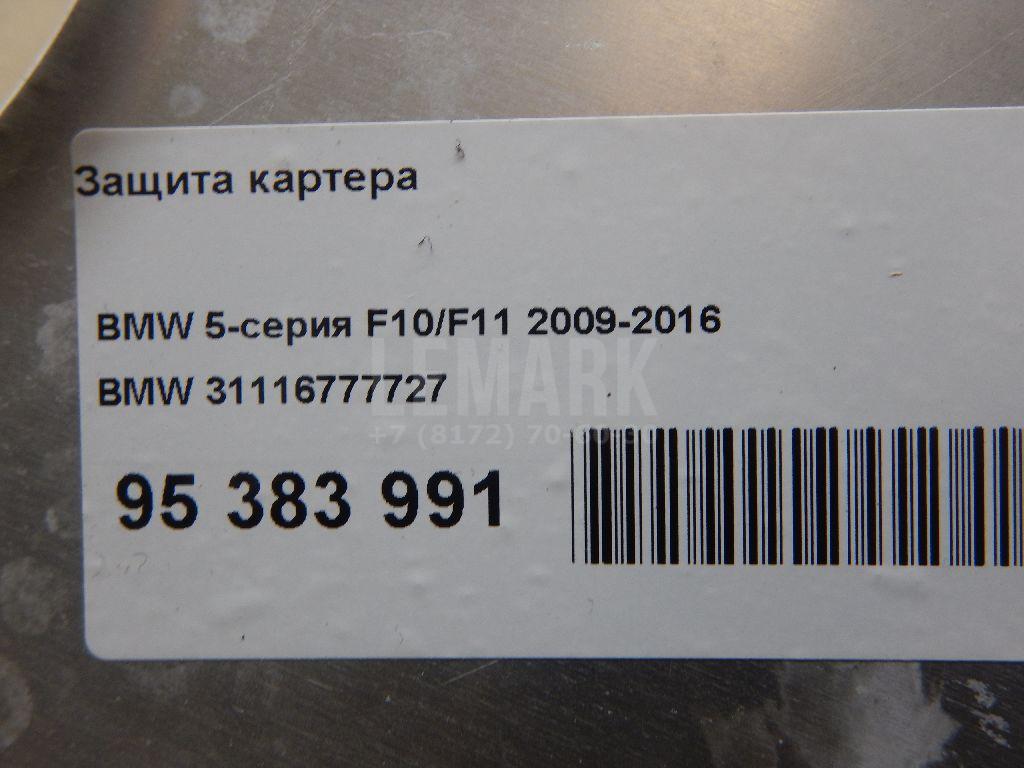 Защита картера
BMW 5-серия F10/F11 2009-2016
BMW 31116777727
LEMARK
95 383 991